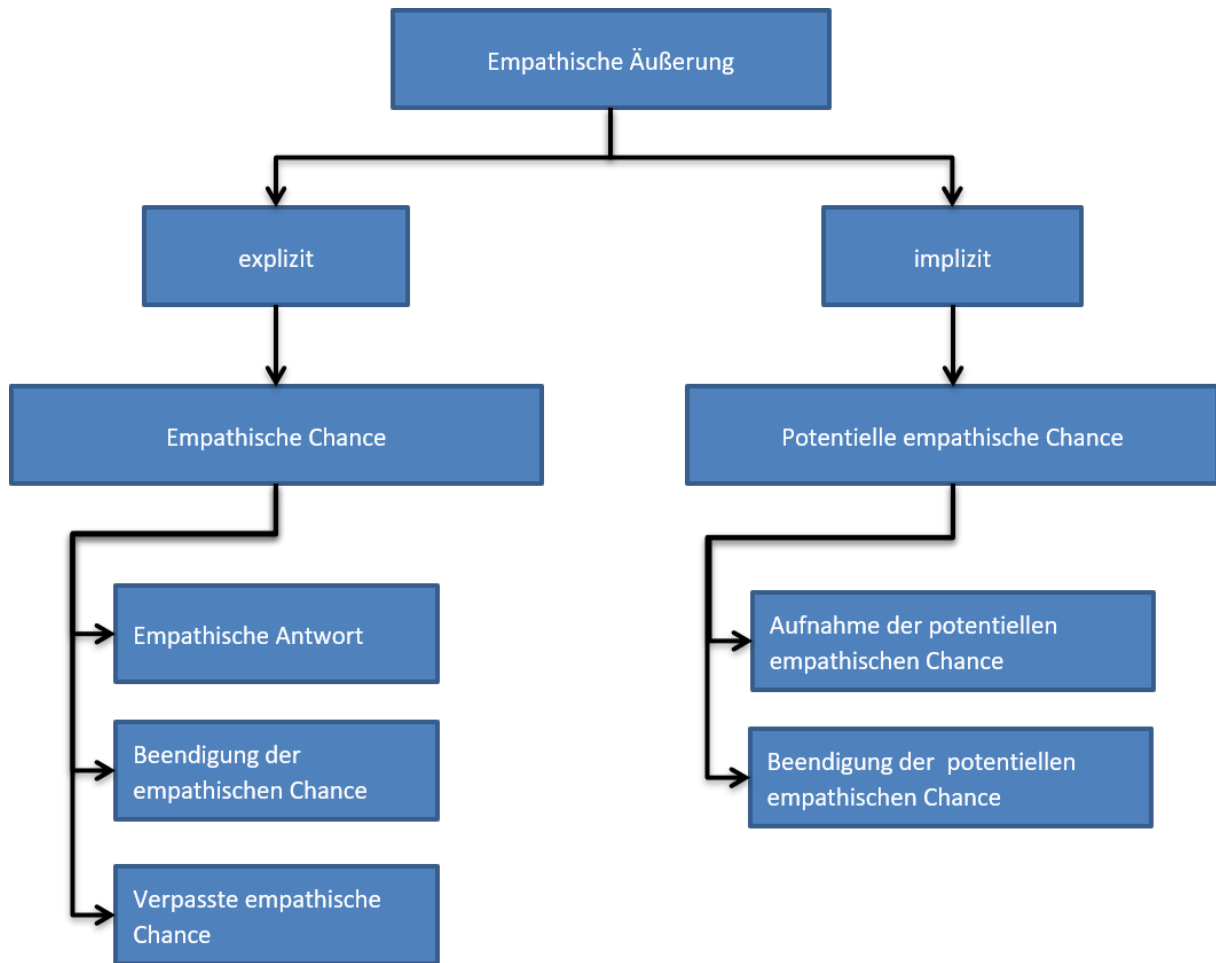 Empathische Äußerung
explizit
implizit
Empathische Chance
Potentielle empathische Chance
Empathische Antwort
Beendigung der
empathischen Chance
Verpasste empathische
Chance
Aufnahme der potentiellen
empathischen Chance
Beendigung der  potentiellen
empathischen Chance